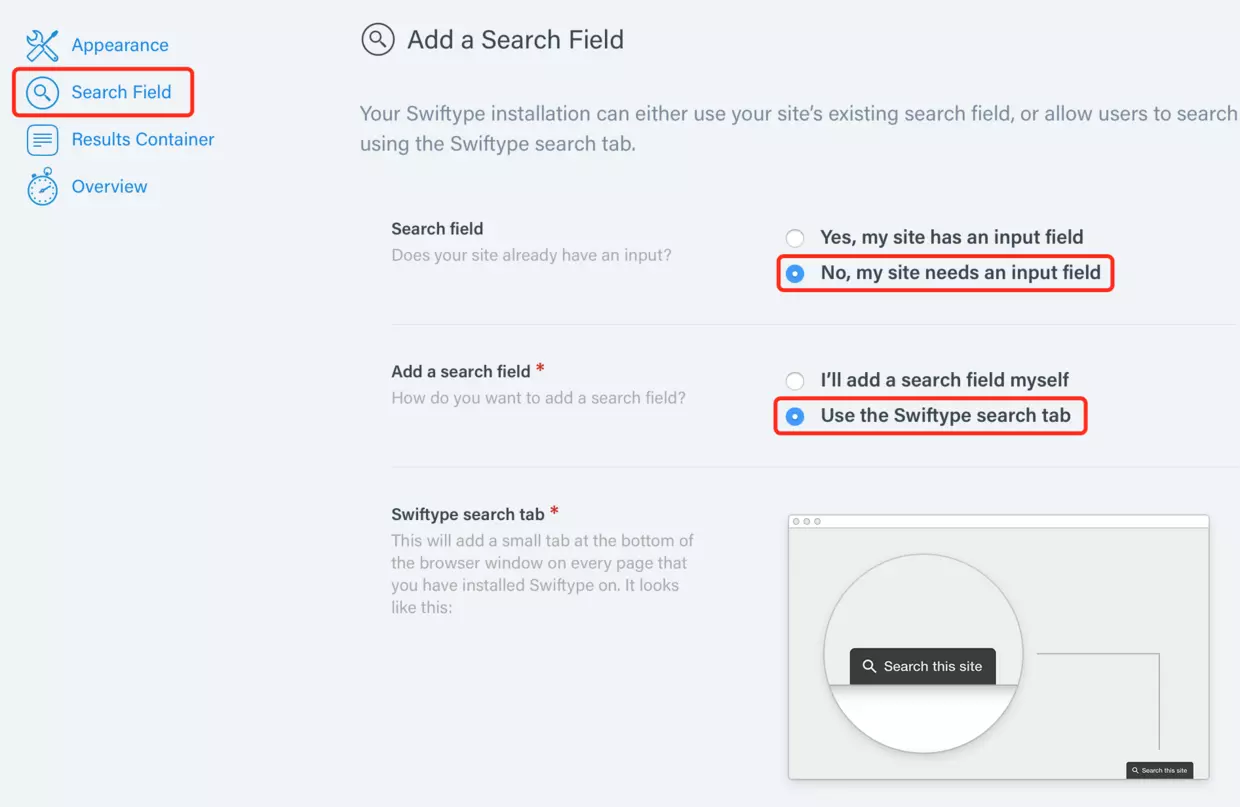 Appearance
Search Field
Results Container
Overview
Add a Search Field
Your Swiftype installation can either use your site's existing search field, or allow users to search
using the Swiftype search tab.
Search field
Does your site already have an input?
Yes, my site has an input field
No, my site needs an input field
Add a search field *
How do you want to add a search field?
I'll add a search field myself
Use the Swiftype search tab
Swiftype search tab *
This will add a small tab at the bottom of
the browser window on every page that
you have installed Swiftype on. It looks
like this:
Search this site
Search this site